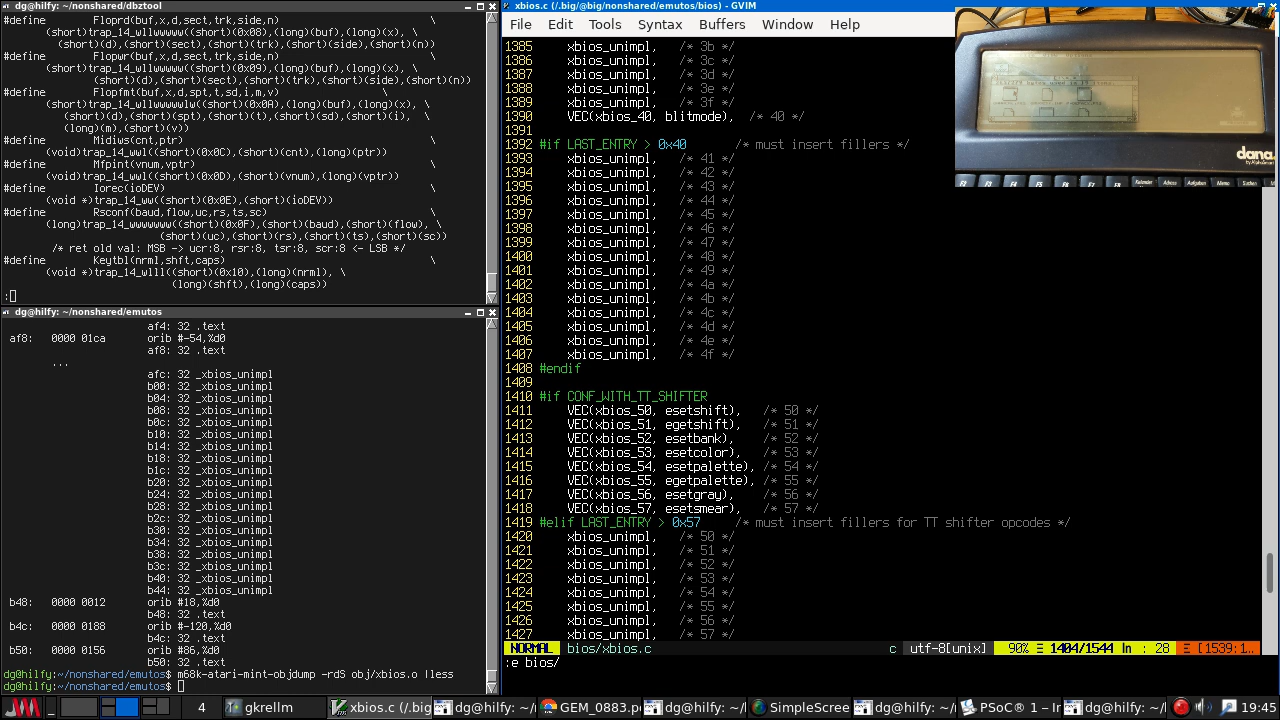 dg@hilfy: ~/nonshared/dbztool
#define Floprd(buf,x,d,sect,trk,side,n) \
(long)trap_14_wllwwwww((short)(0x08),(long)(buf),(long)(x), \
(short)(d),(short)(sect),(short)(trk),(short)(side),(short)(n))
#define Flopwr(buf,x,d,sect,trk,side,n) \
(short)trap_14_wllwwwww((short)(0x09),(long)(buf),(long)(x), \
(short)(d),(short)(sect),(short)(trk),(short)(side),(short)(n))
#define Flopfmt(buf,x,d,spt,t,sd,i,m,v) \
(short)trap_14_wllwwwwwlw((short)(0x0A),(long)(buf),(long)(x), \
(short)(d),(short)(spt),(short)(t),(short)(sd),(short)(i), \
(long)(m),(short)(v))
#define Midiws(cnt,ptr) \
(void)trap_14_wwl((short)(0x0C),(short)(cnt),(long)(ptr))
#define Mfpint(vnum,vptr) \
(void)trap_14_wwl((short)(0x0D),(short)(vnum),(long)(vptr))
#define Iorec(ioDEV) \
(void *)trap_14_ww((short)(0x0E),(short)(ioDEV))
#define Rsconf(baud,flow,uc,rs,ts,sc) \
(long)trap_14_wwwwwww((short)(0x0F),(short)(baud),(short)(flow), \
(short)(uc),(short)(rs),(short)(ts),(short)(sc))
/* ret old val: MSB -> ucr:8, rsr:8, tsr:8, scr:8 <- LSB */
#define Keytbl(nrml,shft,caps) \
(void *)trap_14_wlll((short)(0x10),(long)(nrml), \
(long)(shft),(long)(caps))
:
dg@hilfy: ~/nonshared/emutos
af4: 32 .text
af8: 0000 01ca orib #-54,%d0
af8: 32 .text
...
afc: 32 _xbios_unimpl
b00: 32 _xbios_unimpl
b04: 32 _xbios_unimpl
b08: 32 _xbios_unimpl
b0c: 32 _xbios_unimpl
b10: 32 _xbios_unimpl
b14: 32 _xbios_unimpl
b18: 32 _xbios_unimpl
b1c: 32 _xbios_unimpl
b20: 32 _xbios_unimpl
b24: 32 _xbios_unimpl
b28: 32 _xbios_unimpl
b2c: 32 _xbios_unimpl
b30: 32 _xbios_unimpl
b34: 32 _xbios_unimpl
b38: 32 _xbios_unimpl
b3c: 32 _xbios_unimpl
b40: 32 _xbios_unimpl
b44: 32 _xbios_unimpl
b48: 0000 0012 orib #18,%d0
b48: 32 .text
b4c: 0000 0188 orib #-120,%d0
b4c: 32 .text
b50: 0000 0156 orib #86,%d0
b50: 32 .text
dg@hilfy:~/nonshared/emutos$ m68k-atari-mint-objdump -rdS obj/xbios.o |less
dg@hilfy:~/nonshared/emutos$
xbios.c (/.big/@big/nonshared/emutos/bios) - GVIM
File Edit Tools Syntax Buffers Window Help
1385 xbios_unimpl, /* 3b */
1386 xbios_unimpl, /* 3c */
1387 xbios_unimpl, /* 3d */
1388 xbios_unimpl, /* 3e */
1389 xbios_unimpl, /* 3f */
1390 VEC(xbios_40, blitmode), /* 40 */
1391
1392 #if LAST_ENTRY > 0x40 /* must insert fillers */
1393 xbios_unimpl, /* 41 */
1394 xbios_unimpl, /* 42 */
1395 xbios_unimpl, /* 43 */
1396 xbios_unimpl, /* 44 */
1397 xbios_unimpl, /* 45 */
1398 xbios_unimpl, /* 46 */
1399 xbios_unimpl, /* 47 */
1400 xbios_unimpl, /* 48 */
1401 xbios_unimpl, /* 49 */
1402 xbios_unimpl, /* 4a */
1403 xbios_unimpl, /* 4b */
1404 xbios_unimpl, /* 4c */
1405 xbios_unimpl, /* 4d */
1406 xbios_unimpl, /* 4e */
1407 xbios_unimpl, /* 4f */
1408 #endif
1409
1410 #if CONF_WITH_TT_SHIFTER
1411 VEC(xbios_50, esetshift), /* 50 */
1412 VEC(xbios_51, egetshift), /* 51 */
1413 VEC(xbios_52, esetbank), /* 52 */
1414 VEC(xbios_53, esetcolor), /* 53 */
1415 VEC(xbios_54, esetpalette), /* 54 */
1416 VEC(xbios_55, egetpalette), /* 55 */
1417 VEC(xbios_56, esetgray), /* 56 */
1418 VEC(xbios_57, esetsmear), /* 57 */
1419 #elif LAST_ENTRY > 0x57 /* must insert fillers for TT shifter opcodes */
1420 xbios_unimpl, /* 50 */
1421 xbios_unimpl, /* 51 */
1422 xbios_unimpl, /* 52 */
1423 xbios_unimpl, /* 53 */
1424 xbios_unimpl, /* 54 */
1425 xbios_unimpl, /* 55 */
1426 xbios_unimpl, /* 56 */
1427 xbios_unimpl, /* 57 */
NORMAL bios/xbios.c c utf-8[unix] 90% Ξ 1404/1544 ln : 28 Ξ [1539:1…
:e bios/
dana
by AlphaSmart
F2 F3 F4 F5 F6 F7 F8 Kalender Adress Aufgaben Memo Suchen
4 gkrellm xbios.c (/.big dg@hilfy: ~/ GEM_0883.p dg@hilfy: ~/ SimpleScree dg@hilfy: ~/ PSoC® 1 – I dg@hilfy: ~/ 19:45